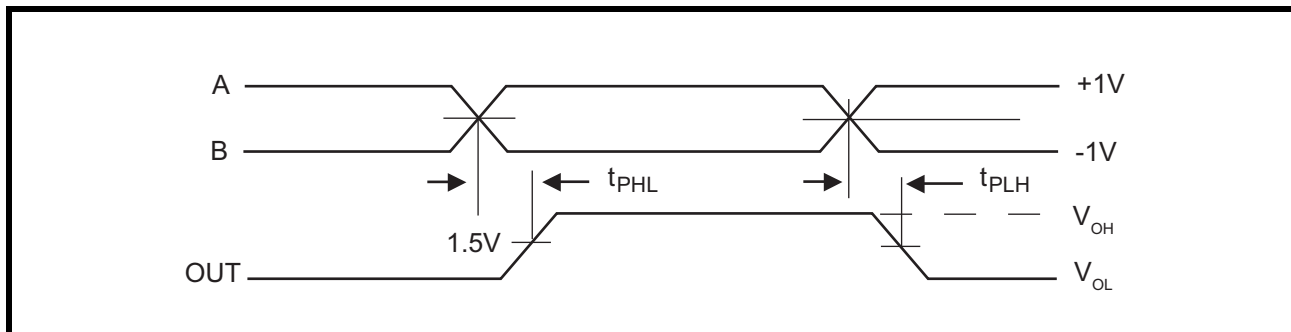 A
+1V
B
-1V
tPHL
tPLH
VOH
1.5V
OUT
VOL